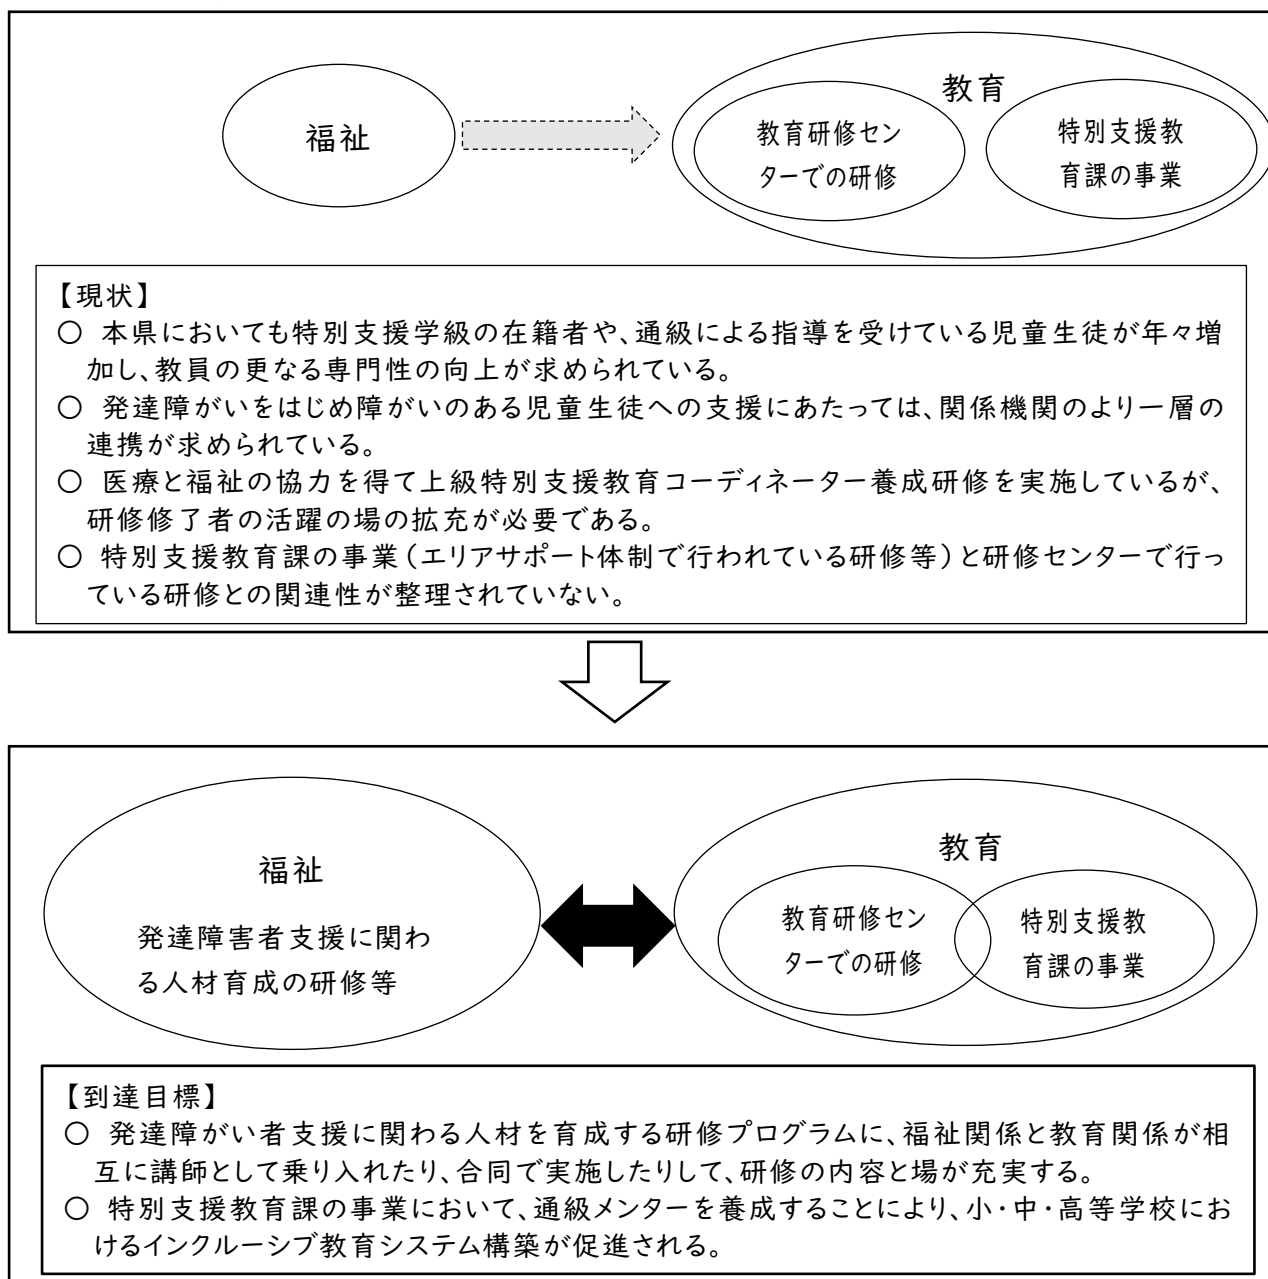 福祉
教育
教育研修セン
ターでの研修
特別支援教
育課の事業
【現状】
〇 本県においても特別支援学級の在籍者や、通級による指導を受けている児童生徒が年々増
加し、教員の更なる専門性の向上が求められている。
〇 発達障がいをはじめ障がいのある児童生徒への支援にあたっては、関係機関のより一層の
連携が求められている。
〇 医療と福祉の協力を得て上級特別支援教育コーディネーター養成研修を実施しているが、
研修修了者の活躍の場の拡充が必要である。
〇 特別支援教育課の事業（エリアサポート体制で行われている研修等）と研修センターで行っ
ている研修との関連性が整理されていない。
福祉
発達障害者支援に関わ
る人材育成の研修等
教育
教育研修セン
ターでの研修
特別支援教
育課の事業
【到達目標】
〇 発達障がい者支援に関わる人材を育成する研修プログラムに、福祉関係と教育関係が相
互に講師として乗り入れたり、合同で実施したりして、研修の内容と場が充実する。
〇 特別支援教育課の事業において、通級メンターを養成することにより、小・中・高等学校にお
けるインクルーシブ教育システム構築が促進される。